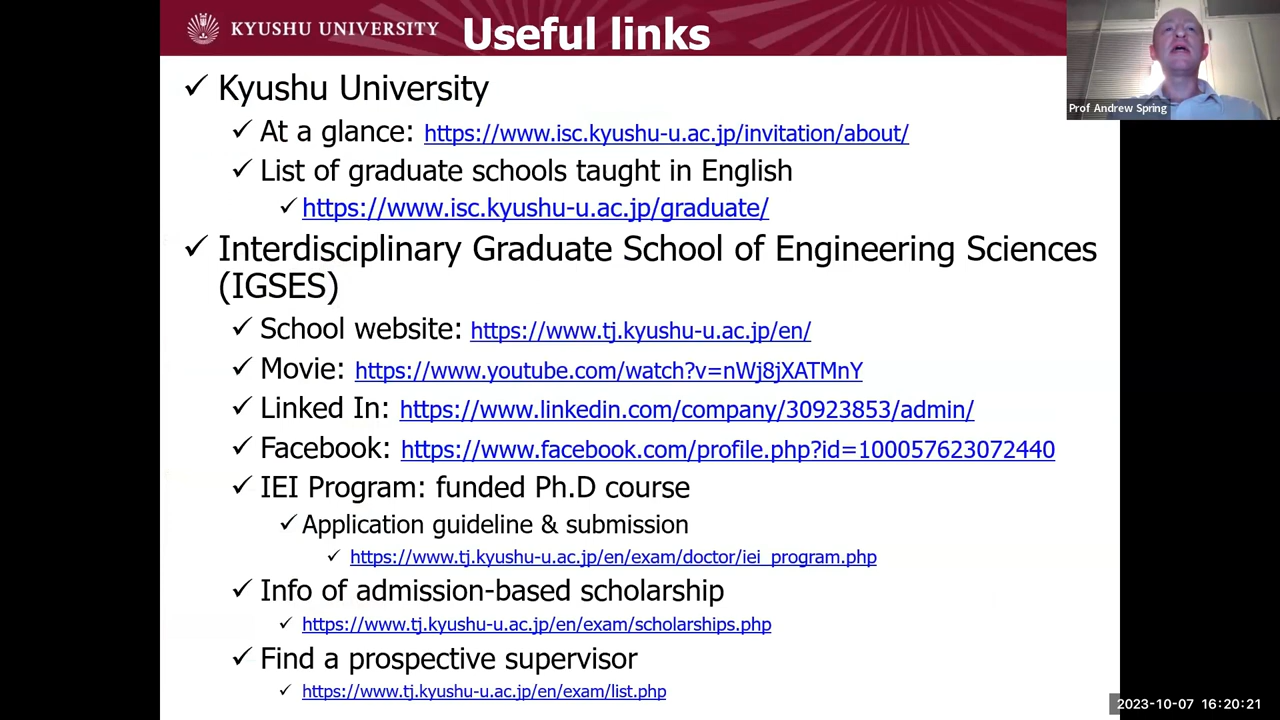 KYUSHU UNIVERSITY
Useful links
Prof Andrew Spring
✓ Kyushu University
✓ At a glance: https://www.isc.kyushu-u.ac.jp/invitation/about/
✓ List of graduate schools taught in English
✓ https://www.isc.kyushu-u.ac.jp/graduate/
✓ Interdisciplinary Graduate School of Engineering Sciences
(IGSES)
✓ School website: https://www.tj.kyushu-u.ac.jp/en/
✓ Movie: https://www.youtube.com/watch?v=nWj8jXATMnY
✓ Linked In: https://www.linkedin.com/company/30923853/admin/
✓ Facebook: https://www.facebook.com/profile.php?id=100057623072440
✓ IEI Program: funded Ph.D course
✓ Application guideline & submission
✓ https://www.tj.kyushu-u.ac.jp/en/exam/doctor/iei_program.php
✓ Info of admission-based scholarship
✓ https://www.tj.kyushu-u.ac.jp/en/exam/scholarships.php
✓ Find a prospective supervisor
✓ https://www.tj.kyushu-u.ac.jp/en/exam/list.php
2023-10-07 16:20:21